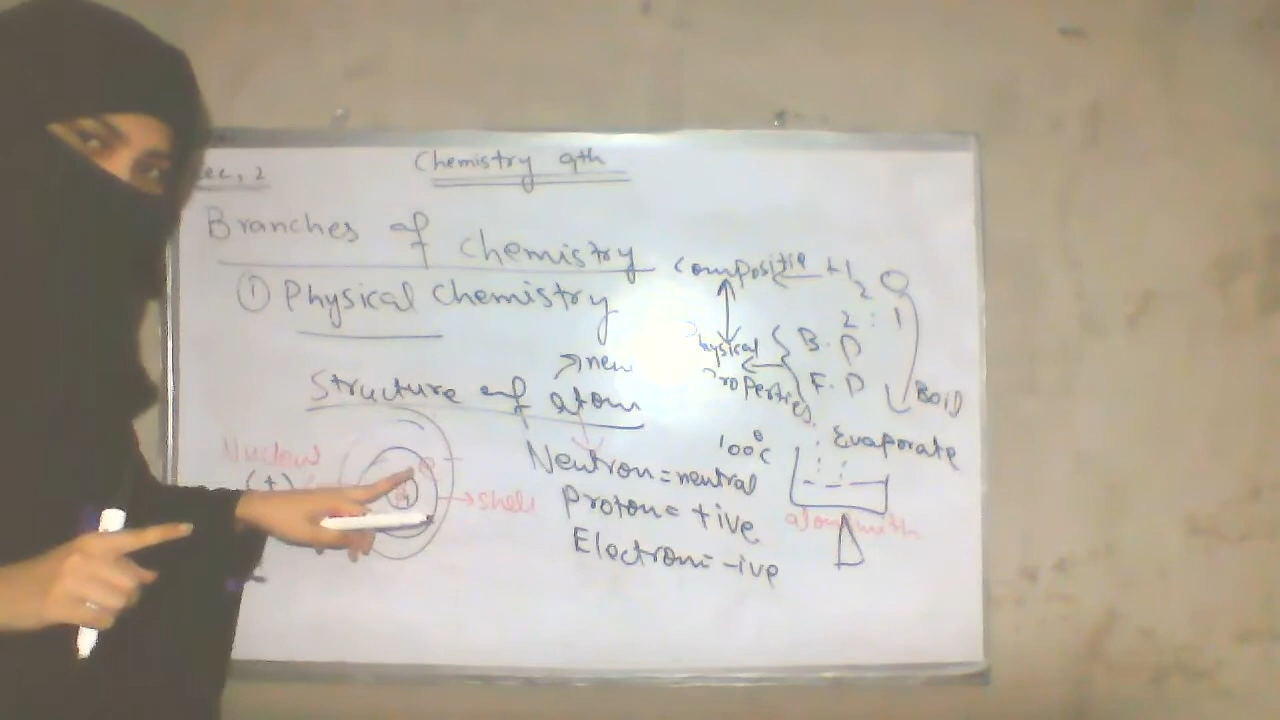 Chemistry 9th
Lec, 2
Branches of Chemistry
① Physical Chemistry
→ new
Structure of atom
Nucleus
(+)
→ shell
Neutron = neutral
Proton = +ive
Electron = -ive
H2O
2 : 1
Physical
Properties
B. P
F. P
Boil
100°C
Evaporate